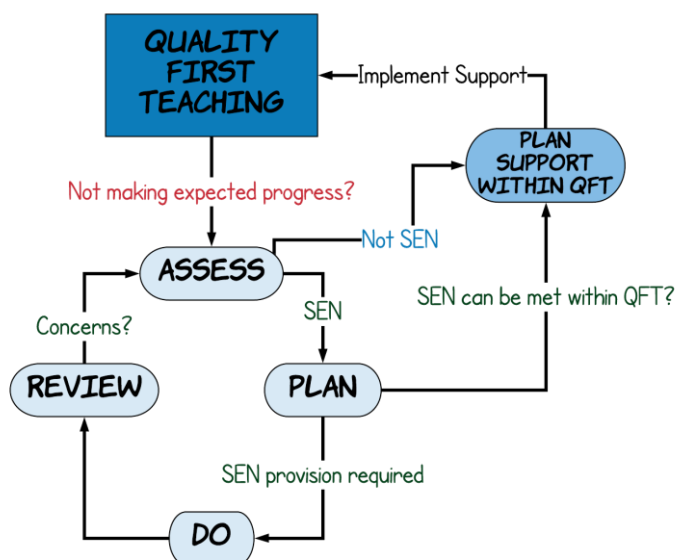 QUALITY
FIRST
TEACHING
Implement Support
PLAN
SUPPORT
WITHIN QFT
Not making expected progress?
Not SEN
ASSESS
SEN
SEN can be met within QFT?
Concerns?
REVIEW
PLAN
SEN provision required
DO